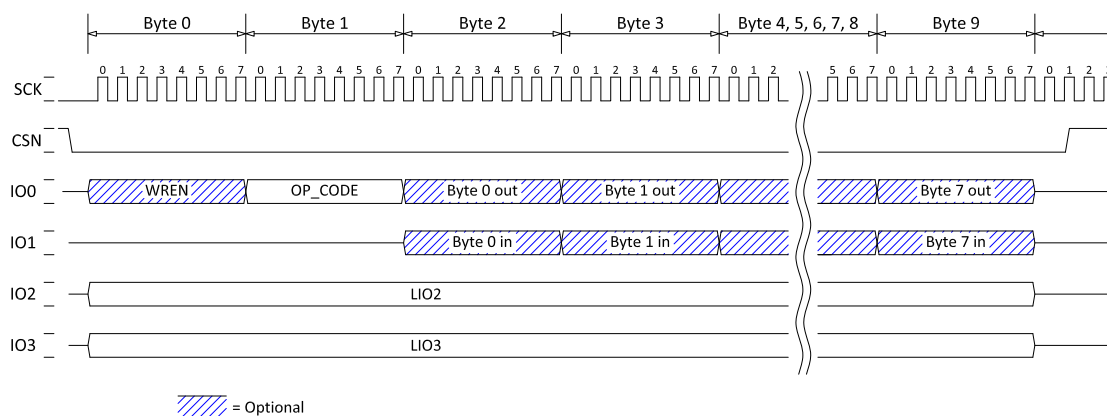 Byte 0 Byte 1 Byte 2 Byte 3 Byte 4, 5, 6, 7, 8 Byte 9
0 1 2 3 4 5 6 7 0 1 2 3 4 5 6 7 0 1 2 3 4 5 6 7 0 1 2 3 4 5 6 7 0 1 2 5 6 7 0 1 2 3 4 5 6 7 0 1 2 3
SCK
CSN
IO0 WREN OP_CODE Byte 0 out Byte 1 out Byte 7 out
IO1 Byte 0 in Byte 1 in Byte 7 in
IO2 LIO2
IO3 LIO3
= Optional